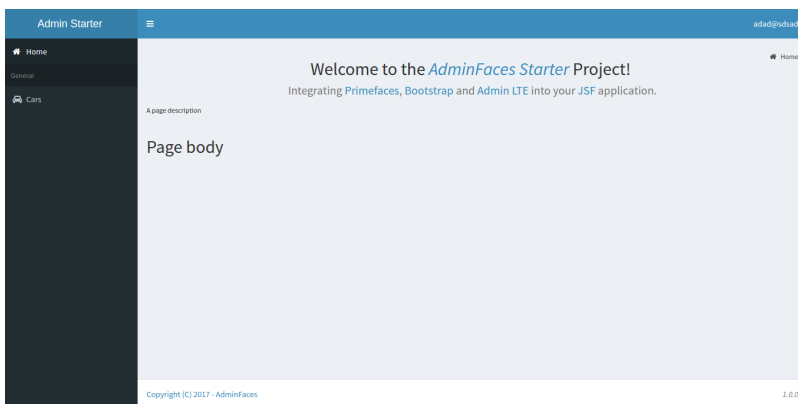 Admin Starter
adad@sdsad
Home
General
Cars
Home
Welcome to the AdminFaces Starter Project!
Integrating Primefaces, Bootstrap and Admin LTE into your JSF application.
A page description
Page body
Copyright (C) 2017 - AdminFaces
1.0.0